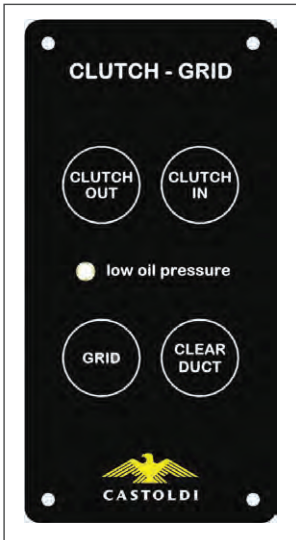 CLUTCH - GRID
CLUTCH OUT
CLUTCH IN
low oil pressure
GRID
CLEAR DUCT
CASTOLDI